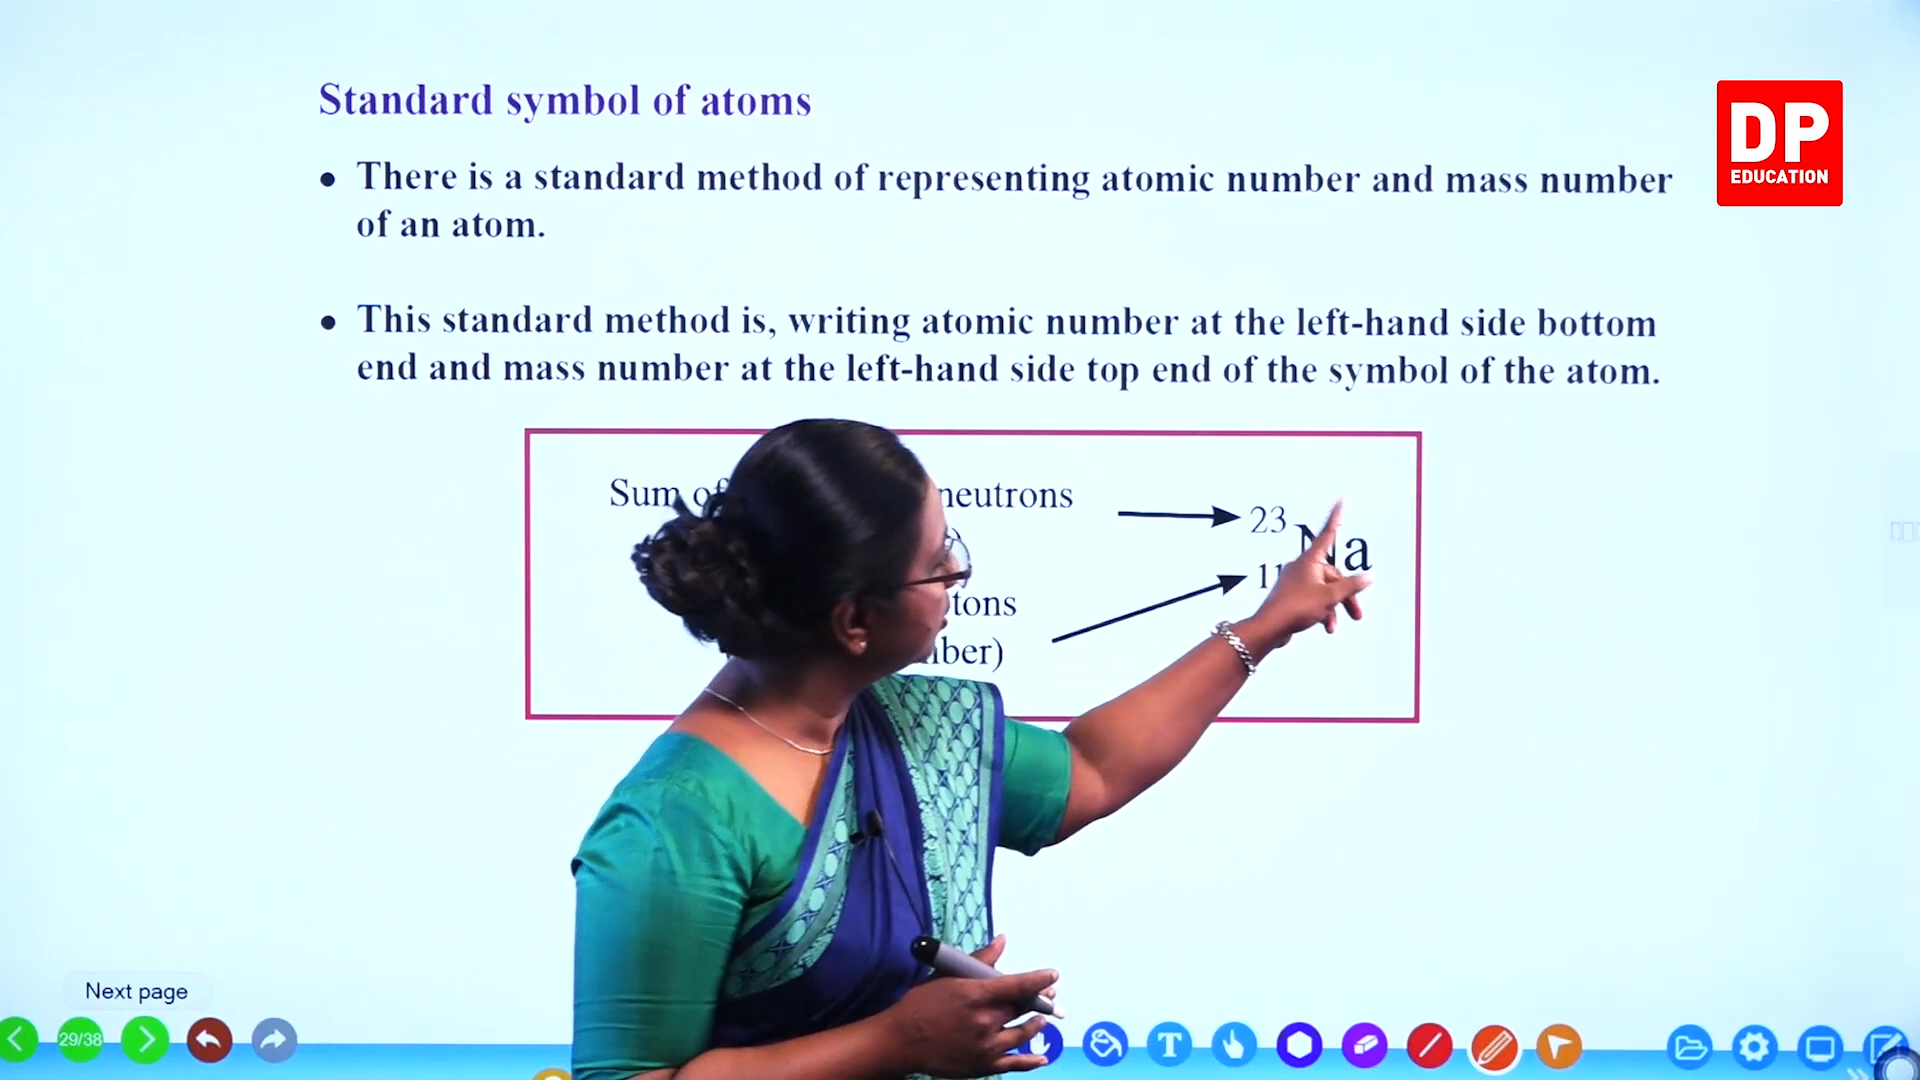 Standard symbol of atoms
DP
EDUCATION
• There is a standard method of representing atomic number and mass number
of an atom.
• This standard method is, writing atomic number at the left-hand side bottom
end and mass number at the left-hand side top end of the symbol of the atom.
Sum of neutrons
23
a
11
Next page
29/38
T